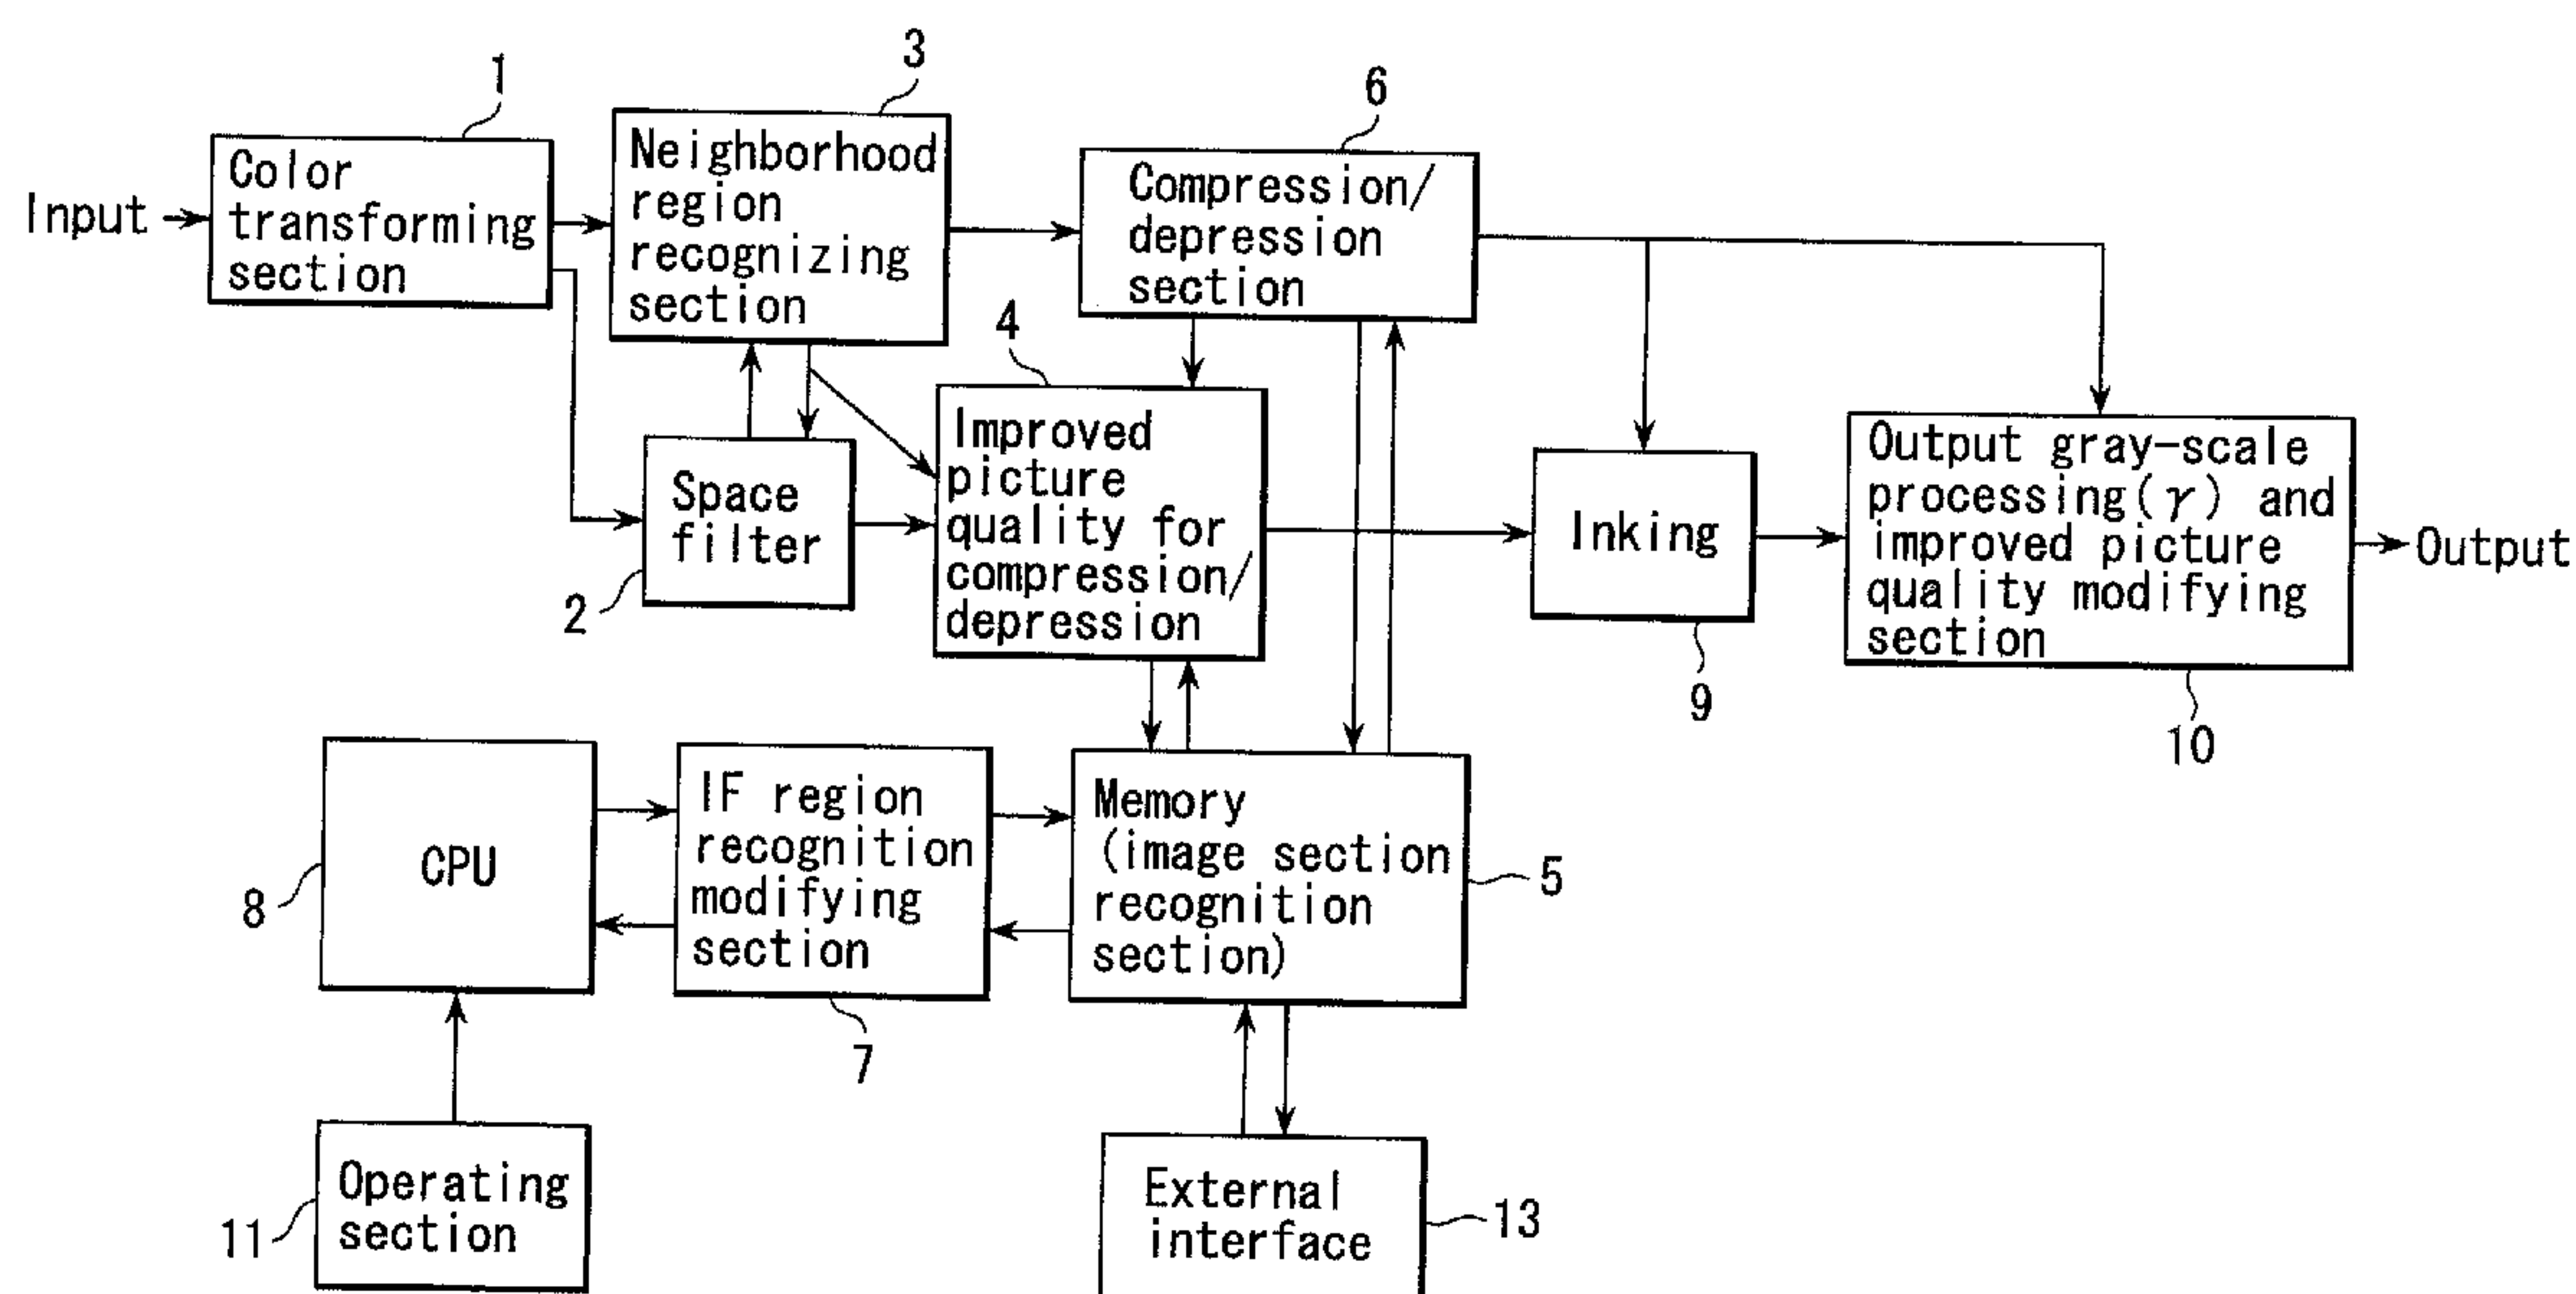 1
3
6
Input
Color
transforming
section
Neighborhood
region
recognizing
section
Compression/
depression
section
4
Space
filter
2
Improved
picture
quality for
compression/
depression
Inking
9
Output gray-scale
processing(γ) and
improved picture
quality modifying
section
Output
10
CPU
8
IF region
recognition
modifying
section
7
Memory
(image section
recognition
section)
5
Operating
section
11
External
interface
13